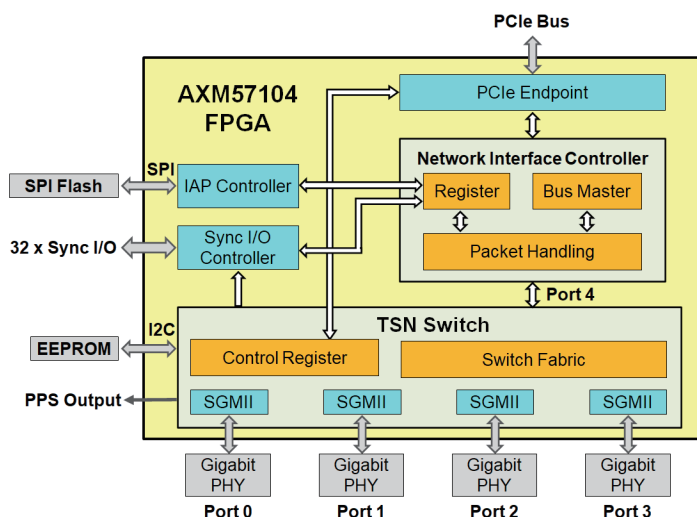 PCIe Bus
AXM57104
FPGA
PCIe Endpoint
Network Interface Controller
SPI
SPI Flash
IAP Controller
Register
Bus Master
32 x Sync I/O
Sync I/O
Controller
Packet Handling
Port 4
TSN Switch
I2C
EEPROM
Control Register
Switch Fabric
PPS Output
SGMII
SGMII
SGMII
SGMII
Gigabit
PHY
Gigabit
PHY
Gigabit
PHY
Gigabit
PHY
Port 0
Port 1
Port 2
Port 3